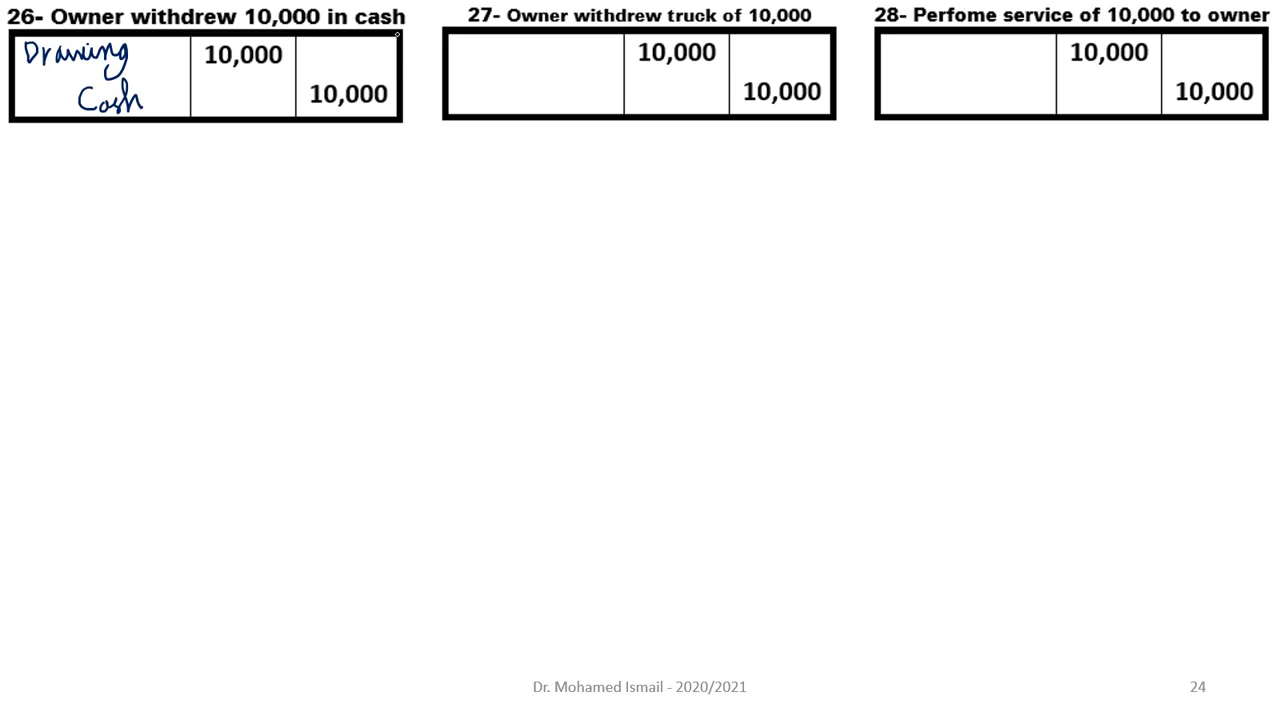 26- Owner withdrew 10,000 in cash
Drawing 10,000
Cash 10,000
27- Owner withdrew truck of 10,000
10,000
10,000
28- Perfome service of 10,000 to owner
10,000
10,000
Dr. Mohamed Ismail - 2020/2021
24